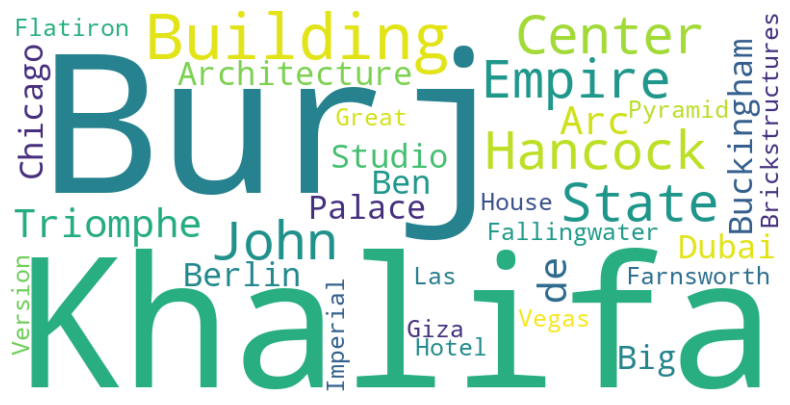 Flatiron
Building
Center
Chicago
Burj
Architecture
Empire
Buckingham
Brickstructures
Great
Arc
Pyramid
Studio
Hancock
Ben
Palace
House
State
Triomphe
John
Fallingwater
Dubai
Version
Khalifa
Berlin
Imperial
Las
de
Farnsworth
Giza
Vegas
Hotel
Big